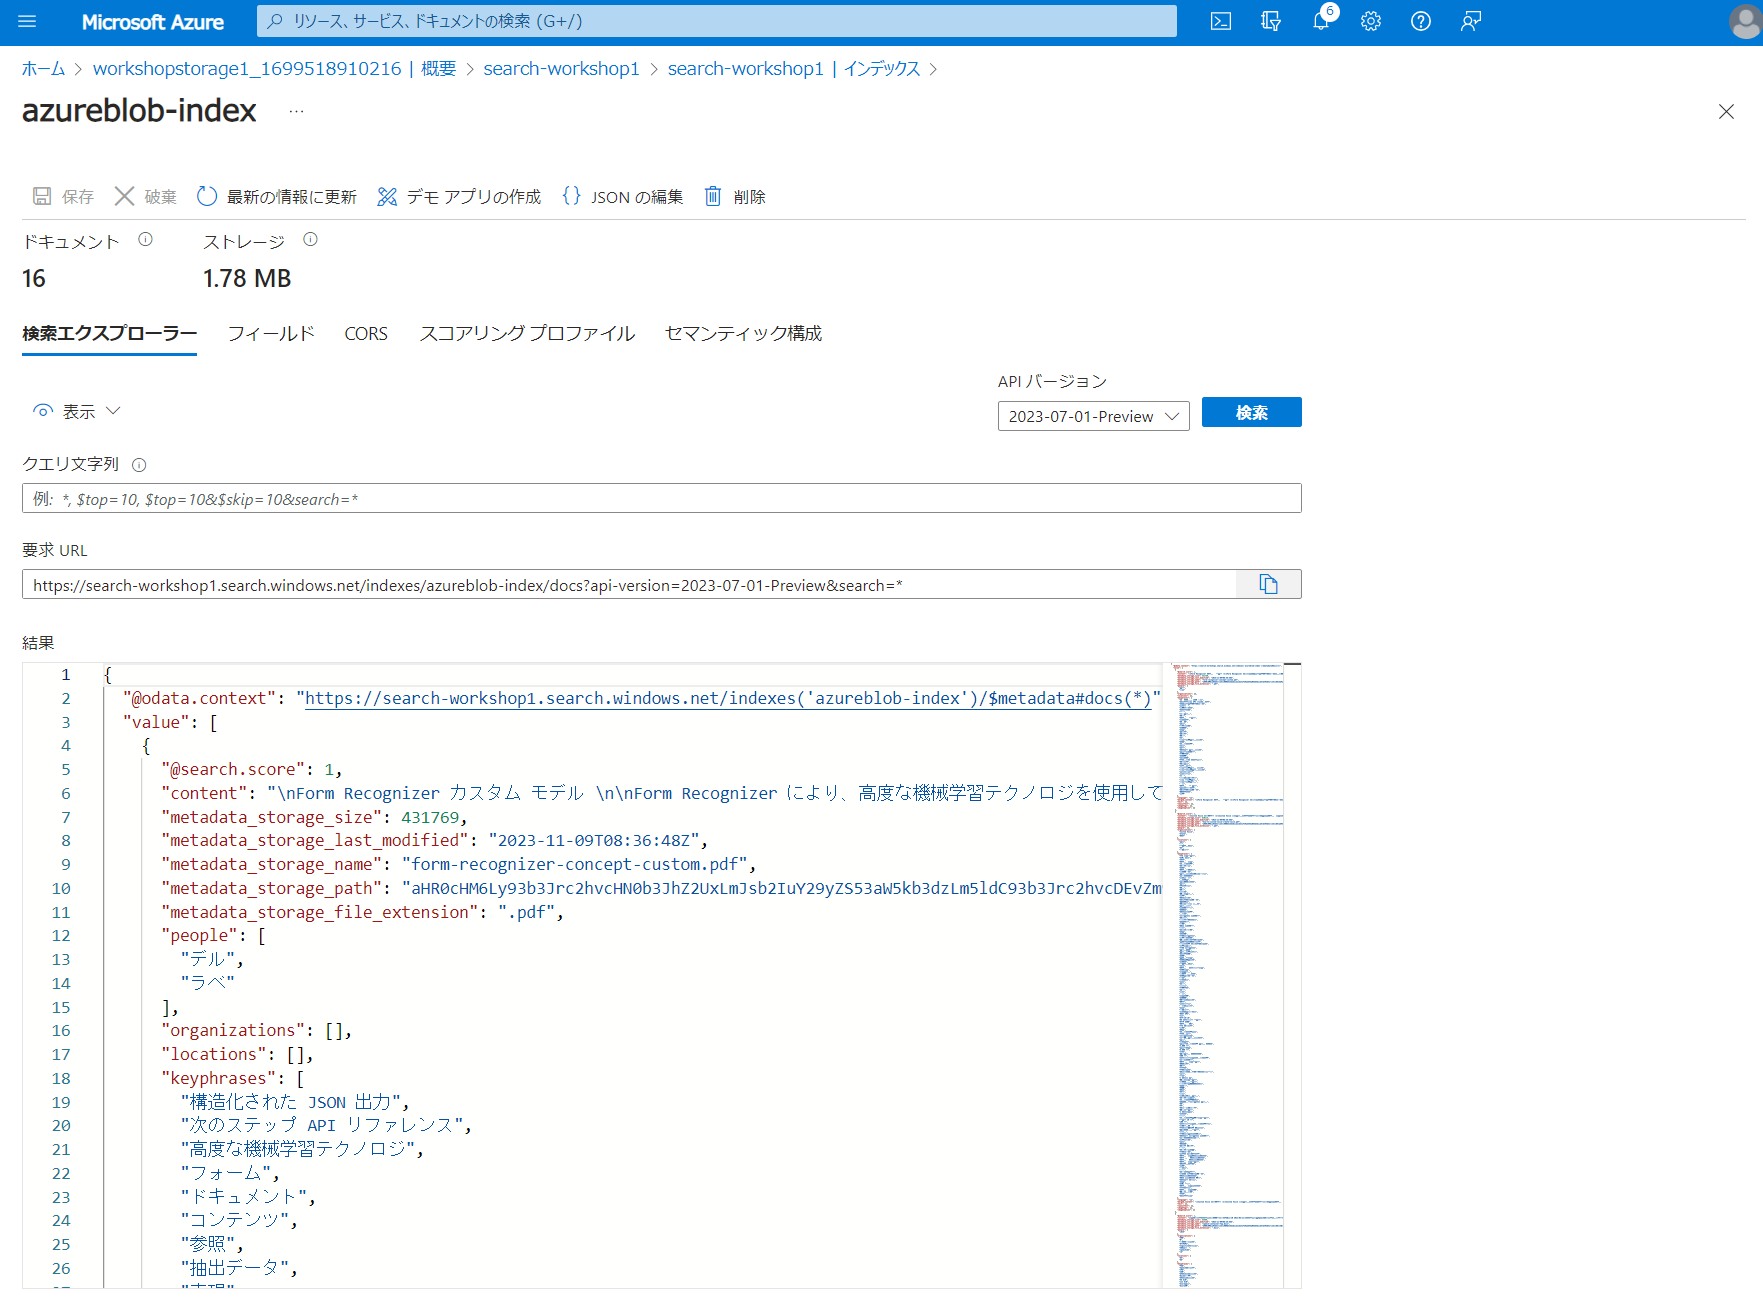 Microsoft Azure
リソース、サービス、ドキュメントの検索 (G+/)
6
ホーム > workshopstorage1_1699518910216 | 概要 > search-workshop1 > search-workshop1 | インデックス >
azureblob-index ...
保存 破棄 最新の情報に更新 デモ アプリの作成 {} JSON の編集 削除
ドキュメント ストレージ
16 1.78 MB
検索エクスプローラー フィールド CORS スコアリング プロファイル セマンティック構成
API バージョン
表示 2023-07-01-Preview 検索
クエリ文字列
例: *, $top=10, $top=10&$skip=10&search=*
要求 URL
https://search-workshop1.search.windows.net/indexes/azureblob-index/docs?api-version=2023-07-01-Preview&search=*
結果
1 {
2 "@odata.context": "https://search-workshop1.search.windows.net/indexes('azureblob-index')/$metadata#docs(*)"
3 "value": [
4 {
5 "@search.score": 1,
6 "content": "\nForm Recognizer カスタム モデル \n\nForm Recognizer により、高度な機械学習テクノロジを使用して
7 "metadata_storage_size": 431769,
8 "metadata_storage_last_modified": "2023-11-09T08:36:48Z",
9 "metadata_storage_name": "form-recognizer-concept-custom.pdf",
10 "metadata_storage_path": "aHR0cHM6Ly93b3Jrc2hvcHN0b3JhZ2UxLmJsb2IuY29yZS53aW5kb3dzLm5ldC93b3Jrc2hvcDEvZm
11 "metadata_storage_file_extension": ".pdf",
12 "people": [
13 "デル",
14 "ラベ"
15 ],
16 "organizations": [],
17 "locations": [],
18 "keyphrases": [
19 "構造化された JSON 出力",
20 "次のステップ API リファレンス",
21 "高度な機械学習テクノロジ",
22 "フォーム",
23 "ドキュメント",
24 "コンテンツ",
25 "参照",
26 "抽出データ",